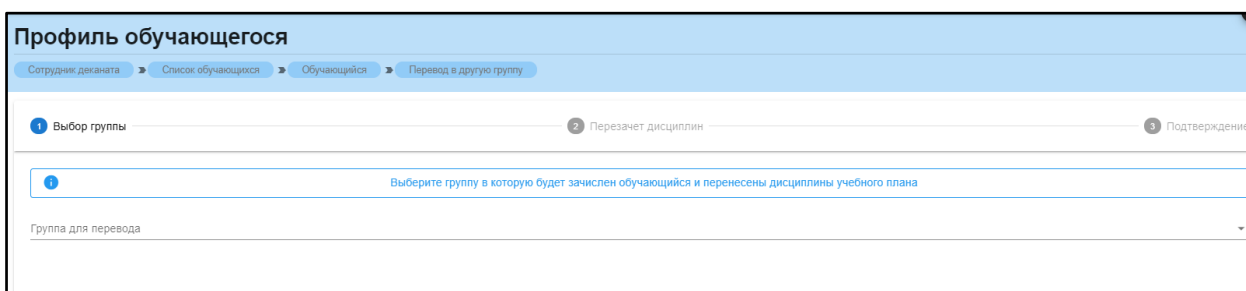 Профиль обучающегося
Сотрудник деканата Список обучающихся Обучающийся Перевод в другую группу
1 Выбор группы 2 Перезачет дисциплин 3 Подтверждение
Выберите группу в которую будет зачислен обучающийся и перенесены дисциплины учебного плана
Группа для перевода